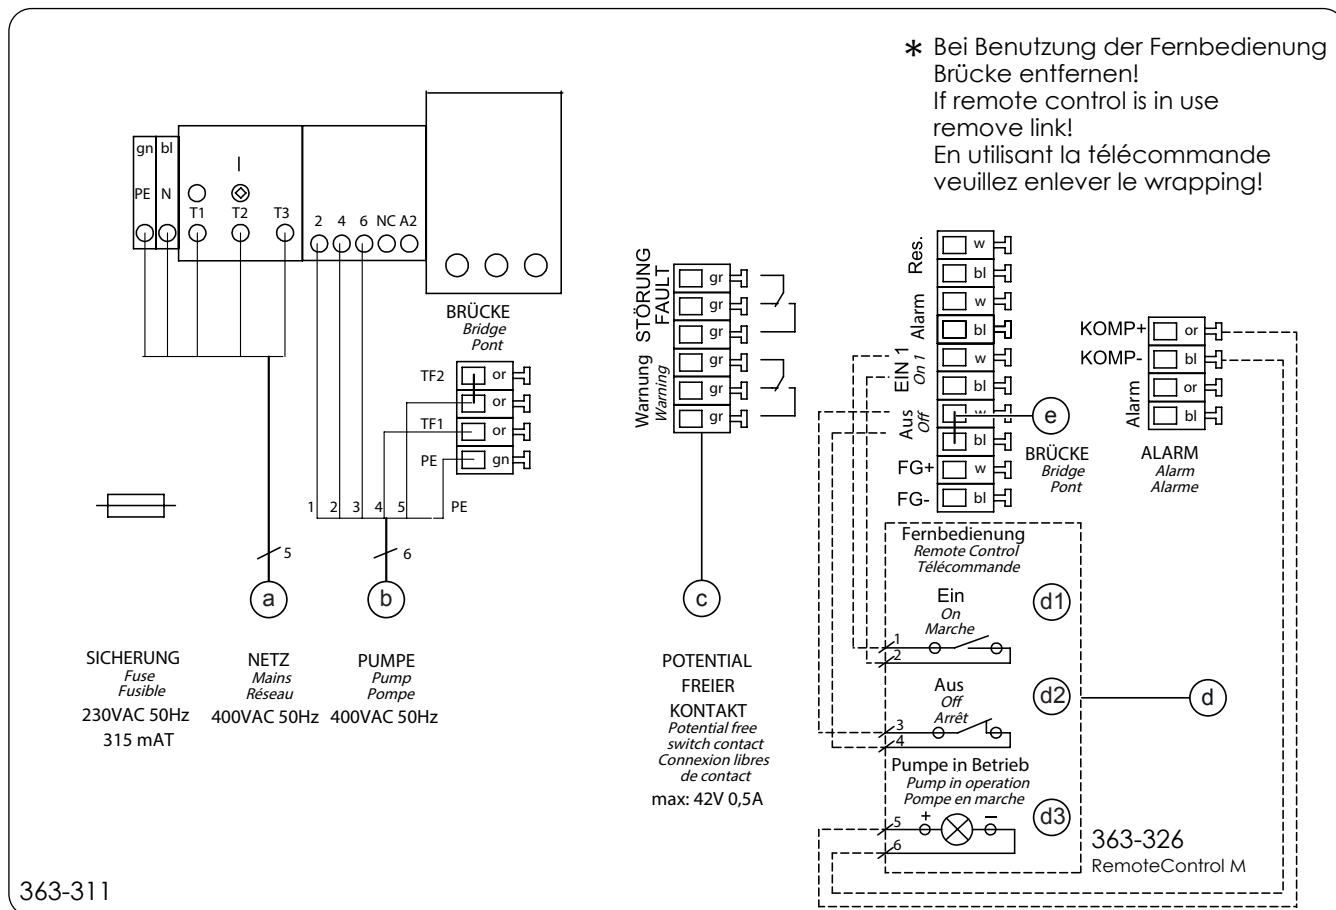 * Bei Benutzung der Fernbedienung
Brücke entfernen!
If remote control is in use
remove link!
En utilisant la télécommande
veuillez enlever le wrapping!
gn bl
PE N
I
T1 T2 T3
2 4 6 NC A2
BRÜCKE
Bridge
Pont
TF2 or
or
TF1 or
PE gn
1 2 3 4 5 PE
5
6
a
b
SICHERUNG
Fuse
Fusible
230VAC 50Hz
315 mAT
NETZ
Mains
Réseau
400VAC 50Hz
PUMPE
Pump
Pompe
400VAC 50Hz
STÖRUNG
FAULT
gr
gr
gr
Warnung
Warning
gr
gr
gr
c
POTENTIAL
FREIER
KONTAKT
Potential free
switch contact
Connexion libres
de contact
max: 42V 0,5A
Res.
w
bl
Alarm
w
bl
EIN 1
On 1
w
bl
Aus
Off
w
bl
FG+ w
FG- bl
e
BRÜCKE
Bridge
Pont
KOMP+ or
KOMP- bl
Alarm
or
bl
ALARM
Alarm
Alarme
Fernbedienung
Remote Control
Télécommande
Ein
On
Marche
d1
1
2
Aus
Off
Arrêt
d2
3
4
d
Pumpe in Betrieb
Pump in operation
Pompe en marche
d3
5 + –
6
363-326
RemoteControl M
363-311